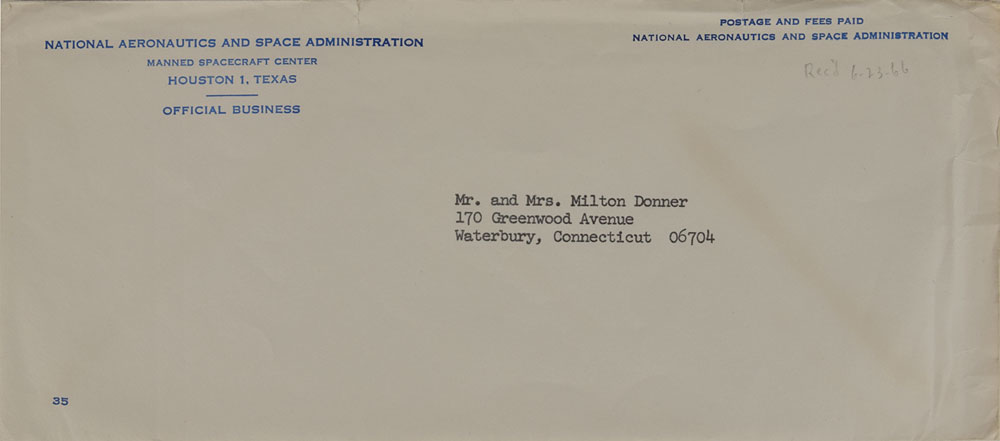 NATIONAL AERONAUTICS AND SPACE ADMINISTRATION
MANNED SPACECRAFT CENTER
HOUSTON 1, TEXAS
OFFICIAL BUSINESS
POSTAGE AND FEES PAID
NATIONAL AERONAUTICS AND SPACE ADMINISTRATION
Rec'd 6-23-66
Mr. and Mrs. Milton Donner
170 Greenwood Avenue
Waterbury, Connecticut 06704
35